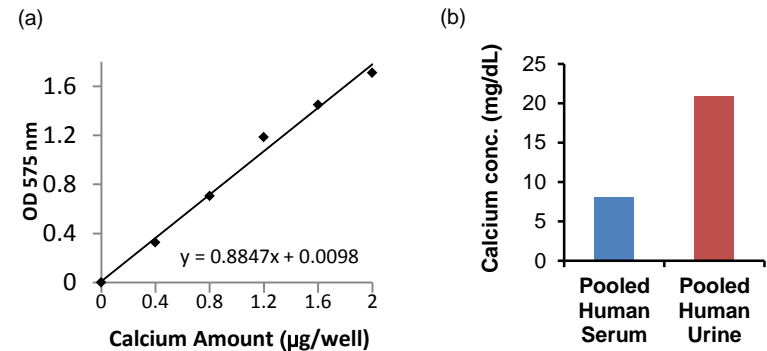 (a)
OD 575 nm
1.6
1.2
0.8
0.4
0
y = 0.8847x + 0.0098
0 0.4 0.8 1.2 1.6 2
Calcium Amount (µg/well)
(b)
Calcium conc. (mg/dL)
25
20
15
10
5
0
Pooled Pooled
Human Human
Serum Urine